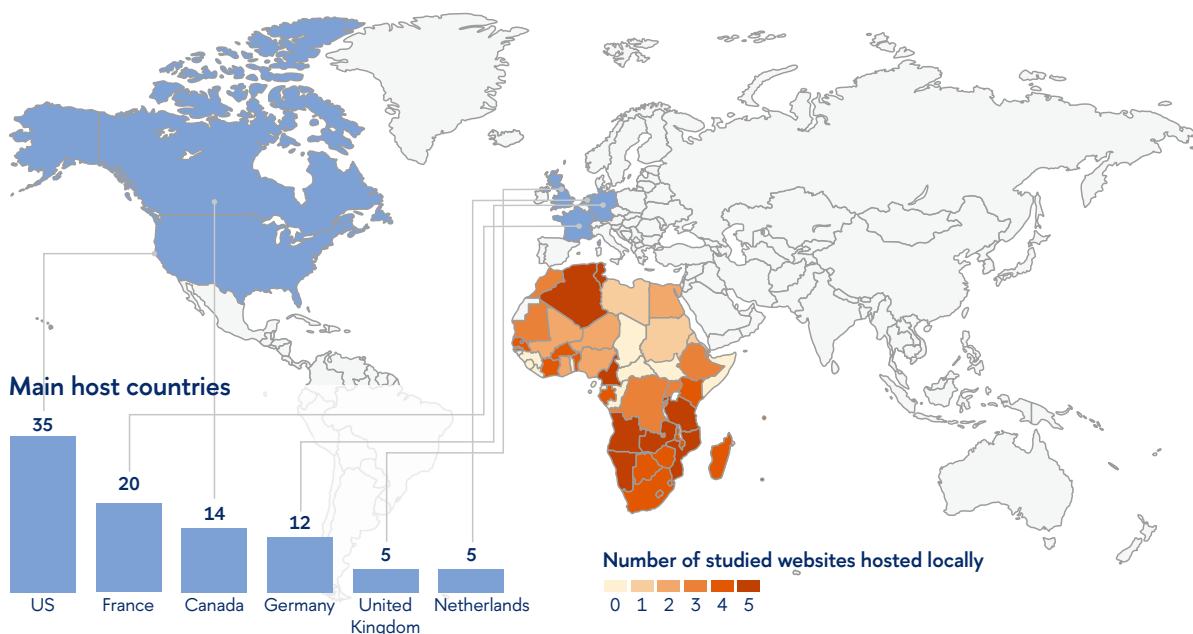 Main host countries
35
20
14
12
5
5
US
France
Canada
Germany
United
Kingdom
Netherlands
Number of studied websites hosted locally
0 1 2 3 4 5